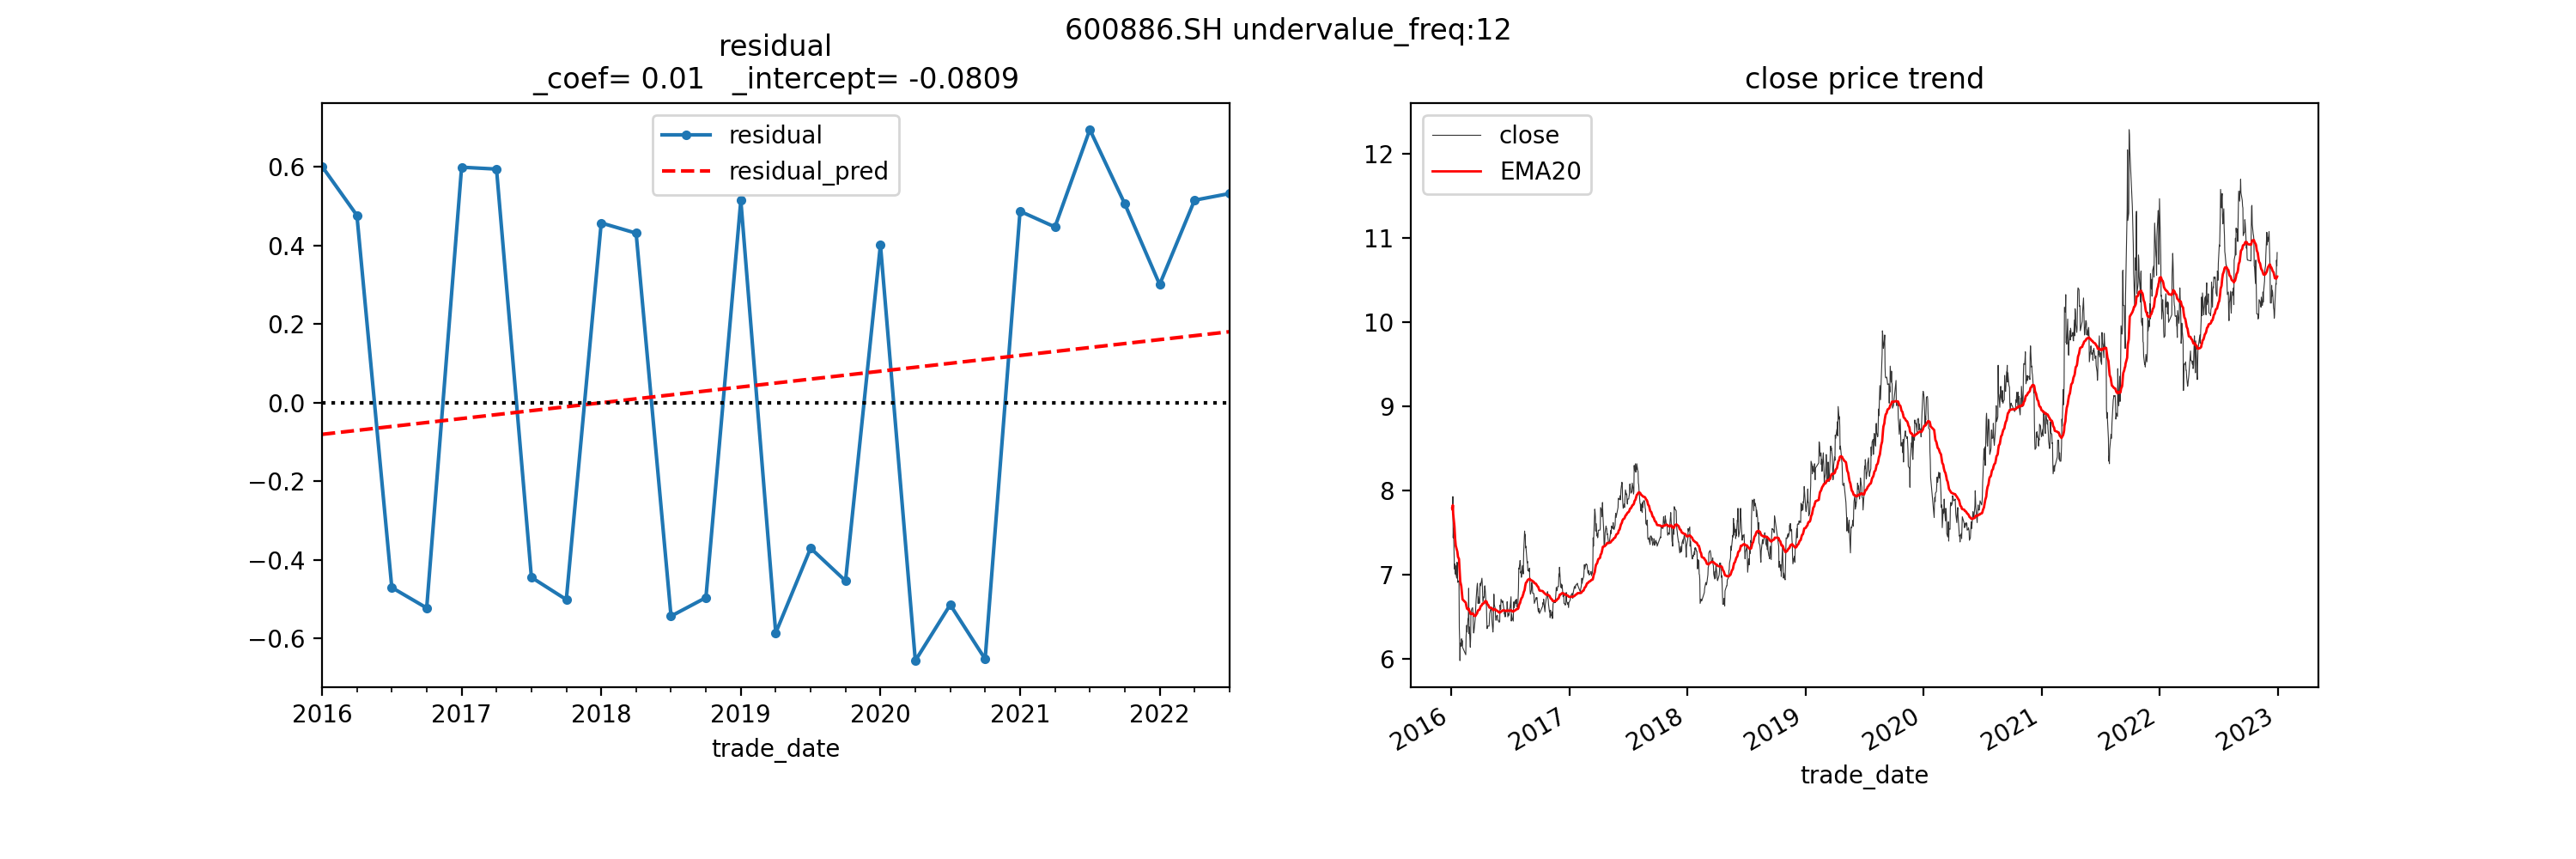 600886.SH undervalue_freq:12
residual
_coef= 0.01   _intercept= -0.0809
residual
residual_pred
0.6
0.4
0.2
0.0
−0.2
−0.4
−0.6
2016 2017 2018 2019 2020 2021 2022
trade_date
close price trend
close
EMA20
12
11
10
9
8
7
6
2016 2017 2018 2019 2020 2021 2022 2023
trade_date